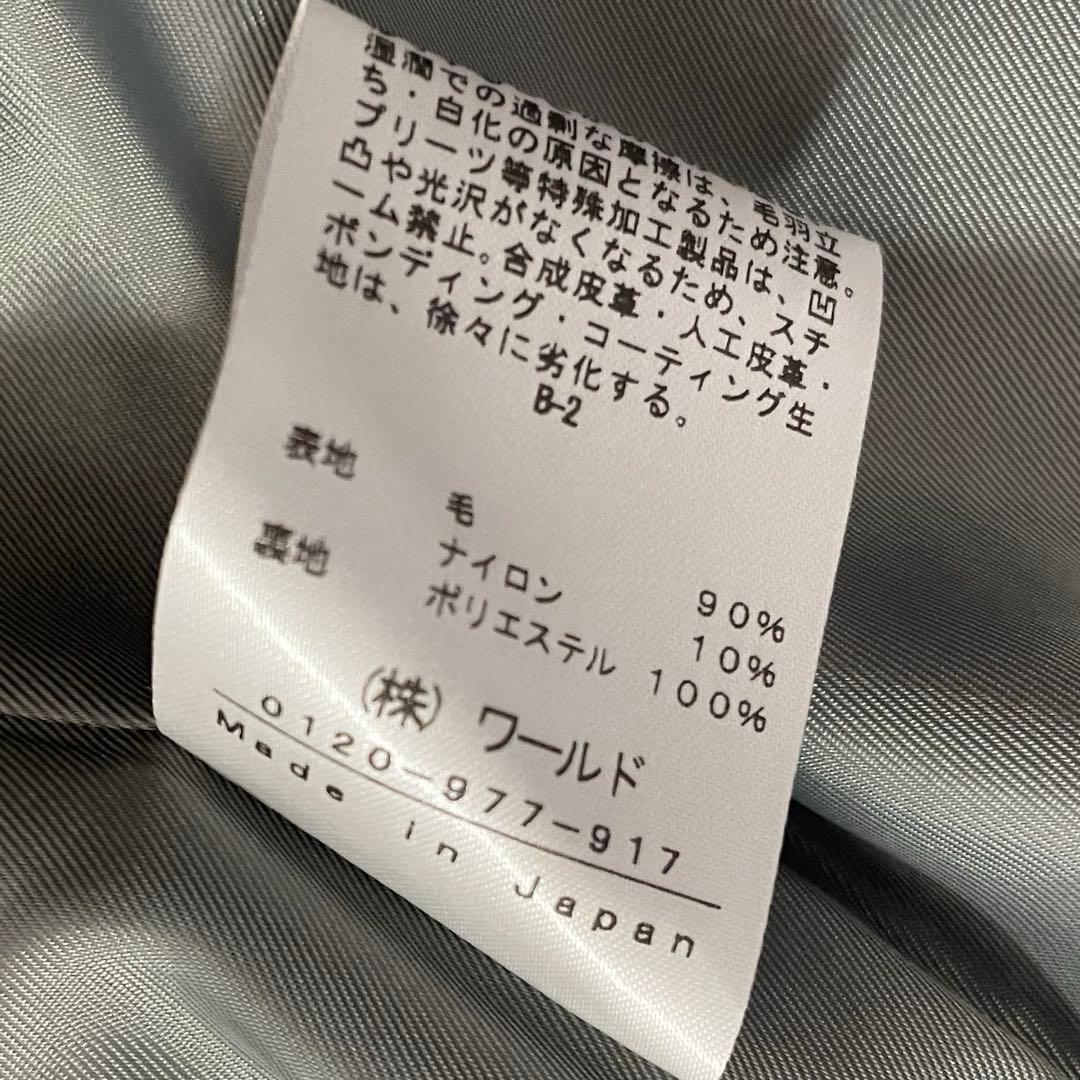 湿潤での過剰な摩擦は、毛羽立
ち・白化の原因となるため注意。
プリーツ等特殊加工製品は、凹
凸や光沢がなくなるため、スチ
ーム禁止。合成皮革・人工皮革・
ボンディング・コーティング生
地は、徐々に劣化する。
B-2
表地
毛 90%
ナイロン 10%
裏地
ポリエステル 100%
(株) ワールド
0120-977-917
Made in Japan